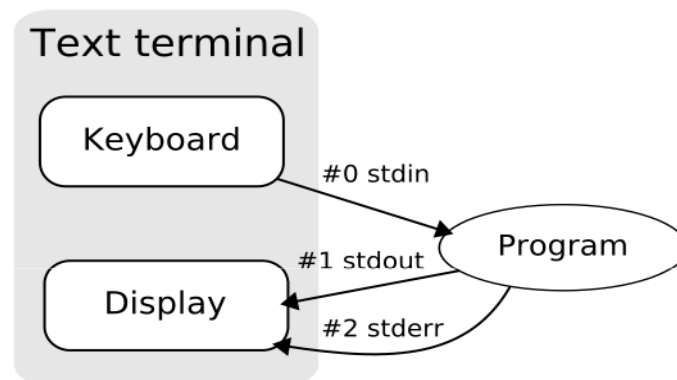 Text terminal
Keyboard
#0 stdin
Program
#1 stdout
Display
#2 stderr